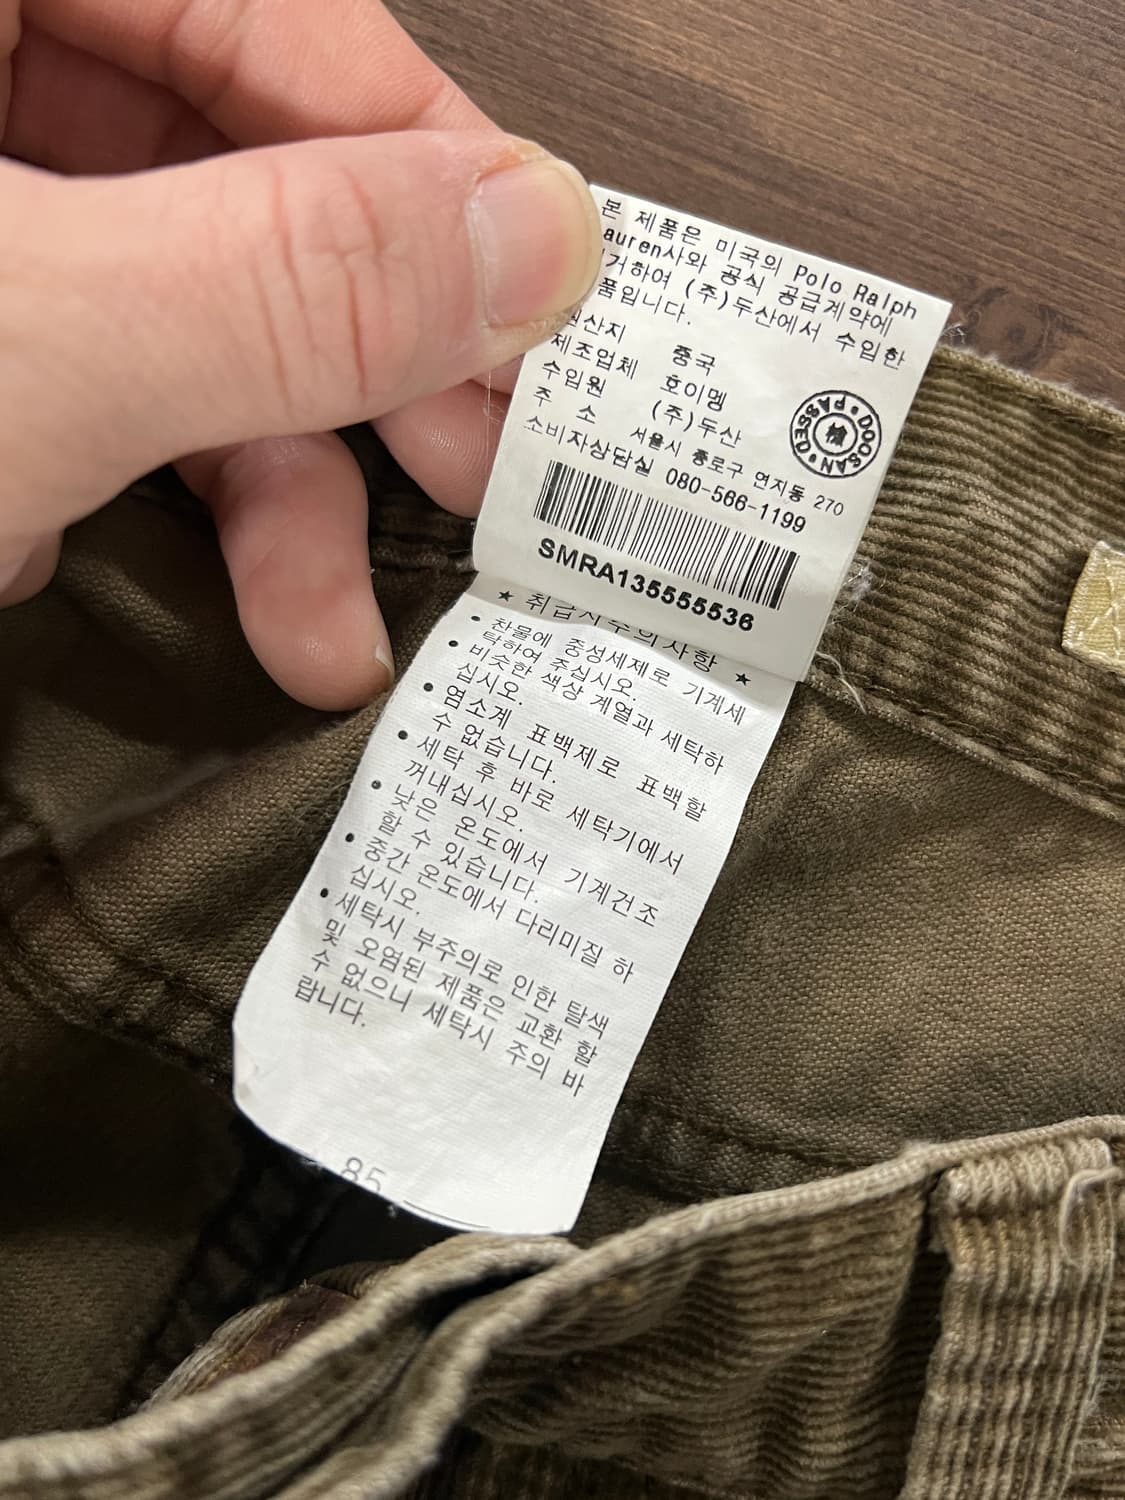 본 제품은 미국의 Polo Ralph
auren사와 공식 공급계약에
거하여 (주)두산에서 수입한
품입니다.
원산지 중국
제조업체 호이멩
수입원 (주)두산
주 소 서울시 종로구 연지동 270
소비자상담실 080-566-1199
DOOSAN PASSED
檢
SMRA135555536
★ 취급시주의사항 ★
• 찬물에 중성세제로 기계세
탁하여 주십시오.
• 비슷한 색상 계열과 세탁하
십시오.
• 염소계 표백제로 표백할
수 없습니다.
• 세탁 후 바로 세탁기에서
꺼내십시오.
• 낮은 온도에서 기계건조
할 수 있습니다.
• 중간 온도에서 다리미질 하
십시오.
• 세탁시 부주의로 인한 탈색
및 오염된 제품은 교환 할
수 없으니 세탁시 주의 바
랍니다.
85